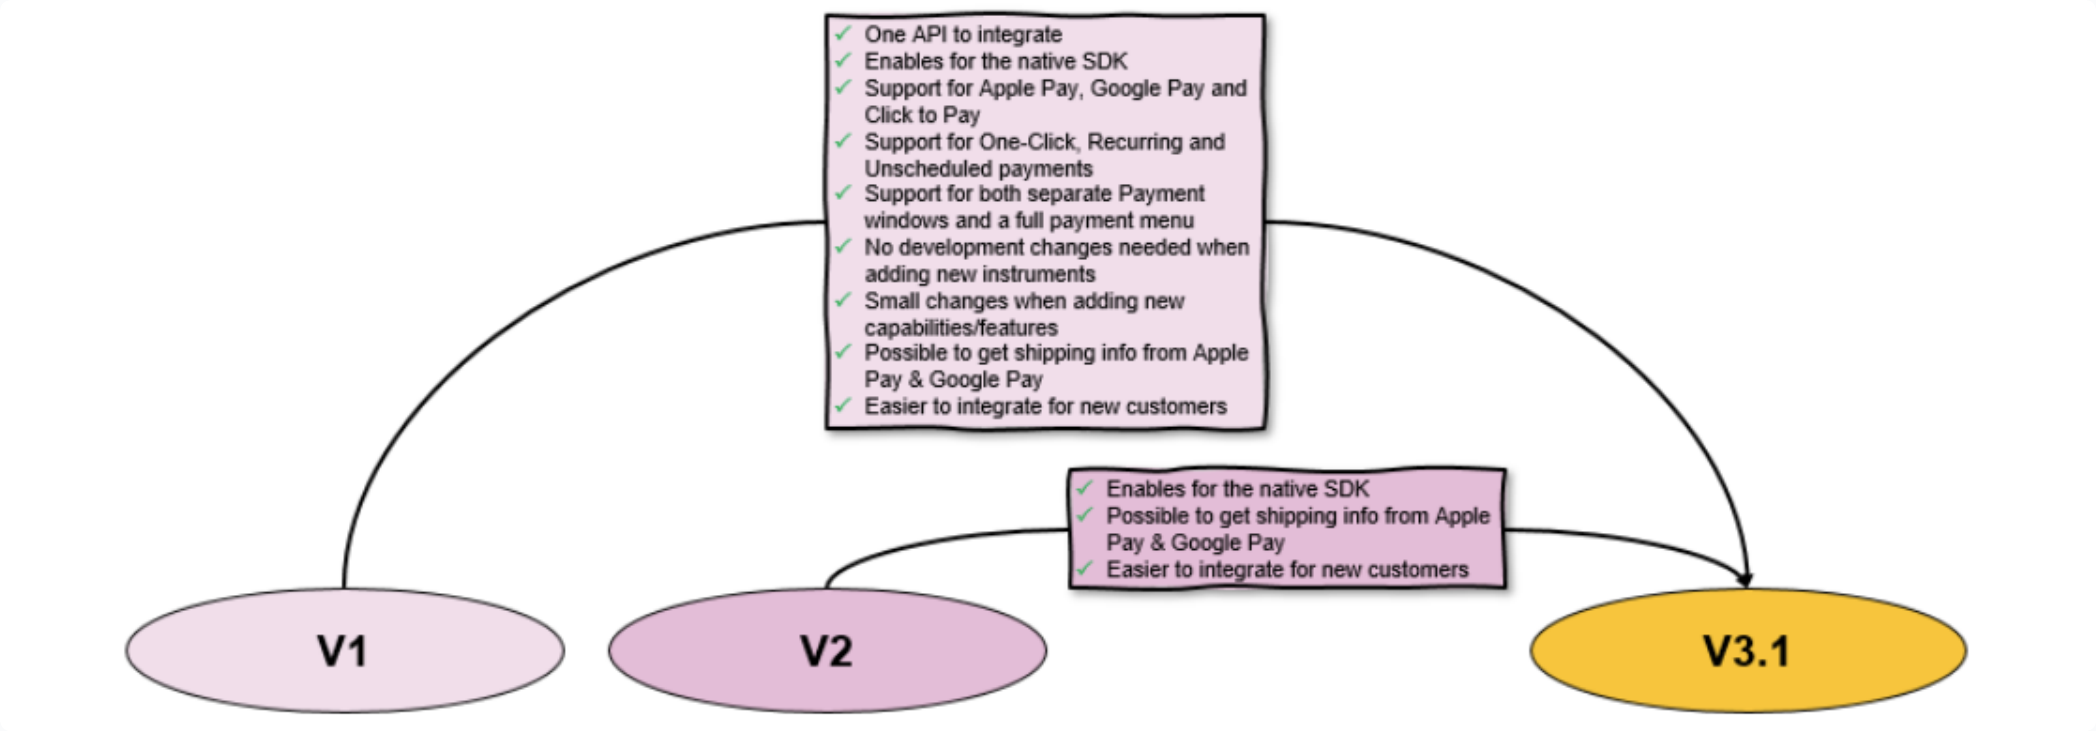 One API to integrate
Enables for the native SDK
Support for Apple Pay, Google Pay and
Click to Pay
Support for One-Click, Recurring and
Unscheduled payments
Support for both separate Payment
windows and a full payment menu
No development changes needed when
adding new instruments
Small changes when adding new
capabilities/features
Possible to get shipping info from Apple
Pay & Google Pay
Easier to integrate for new customers
Enables for the native SDK
Possible to get shipping info from Apple
Pay & Google Pay
Easier to integrate for new customers
V1
V2
V3.1